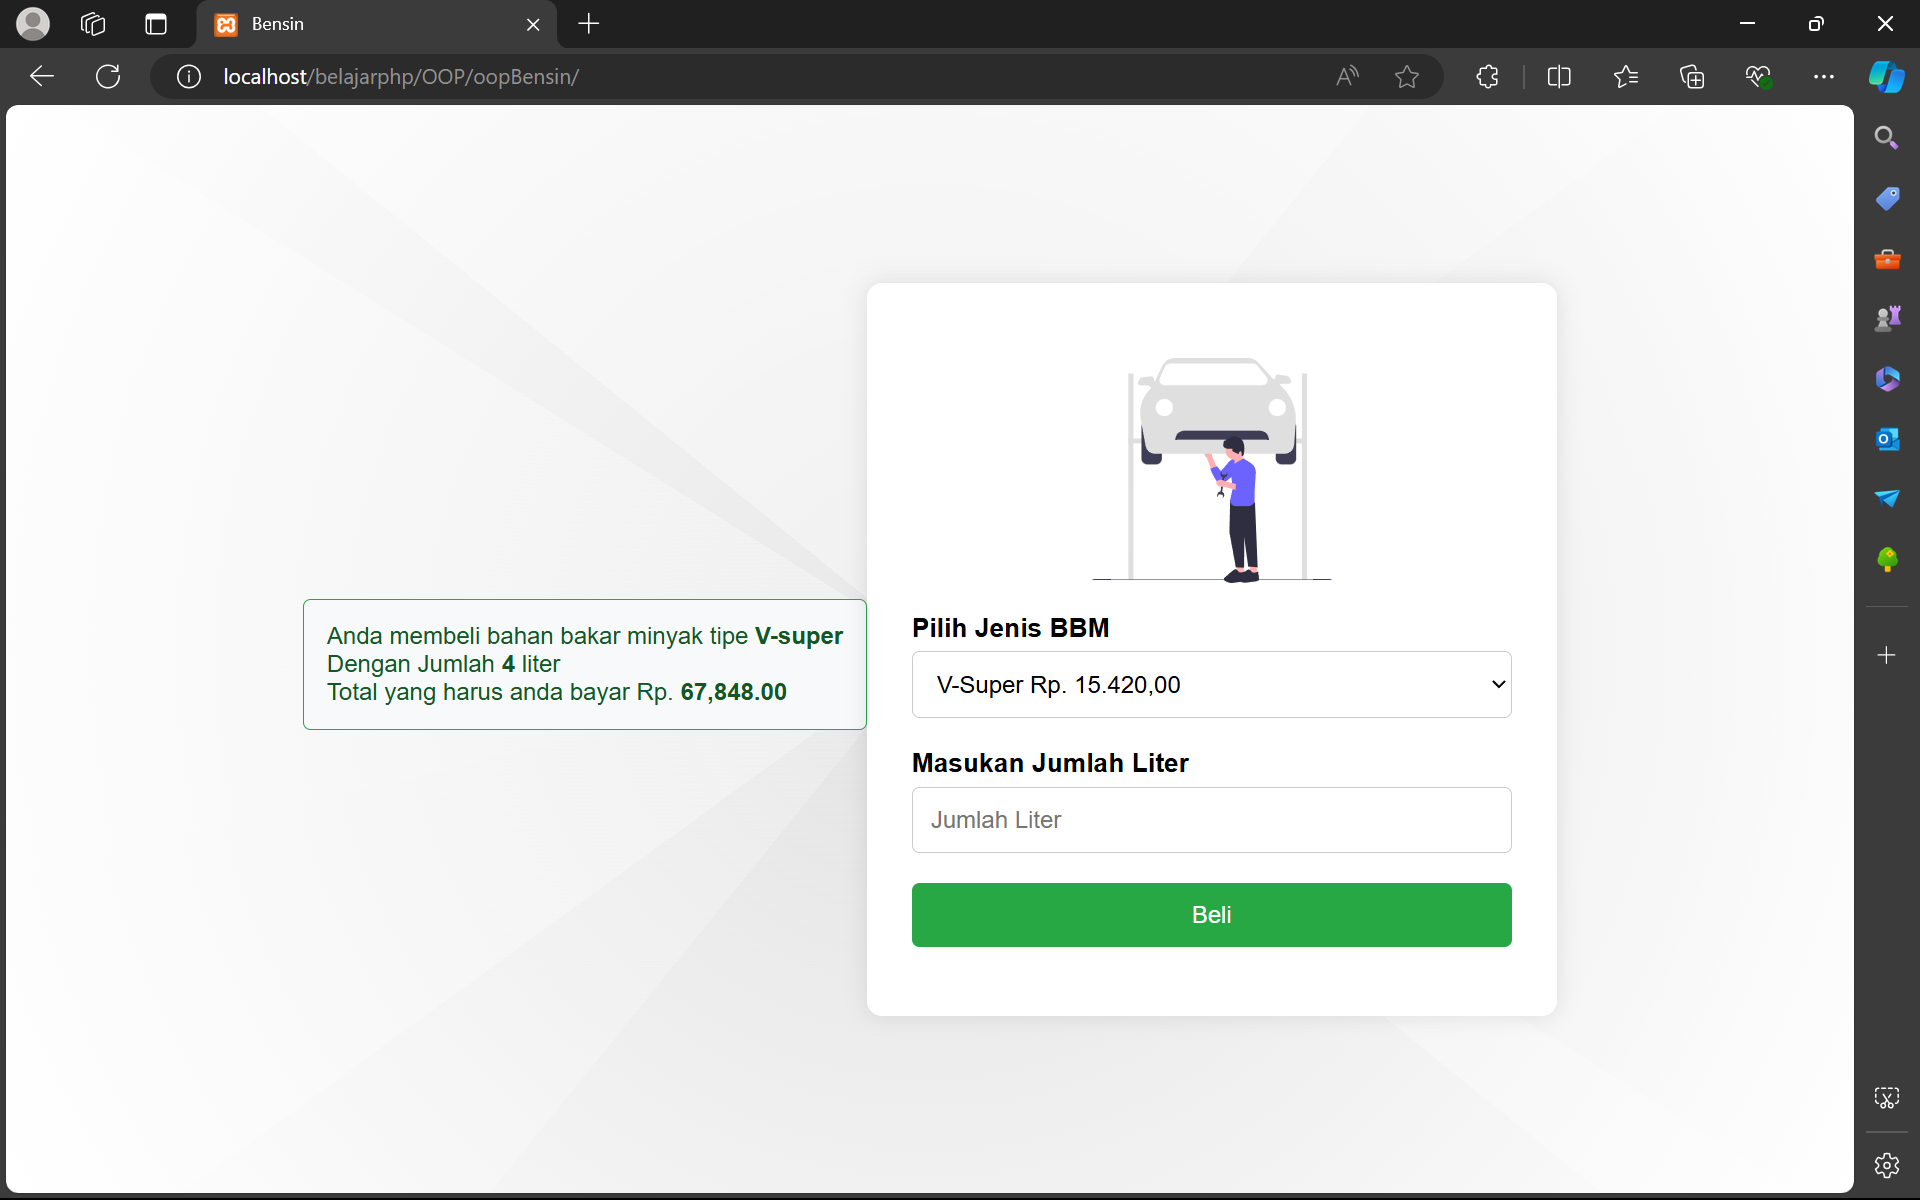 Bensin
localhost/belajarphp/OOP/oopBensin/
Anda membeli bahan bakar minyak tipe V-super
Dengan Jumlah 4 liter
Total yang harus anda bayar Rp. 67,848.00
Pilih Jenis BBM
V-Super Rp. 15.420,00
Masukan Jumlah Liter
Jumlah Liter
Beli